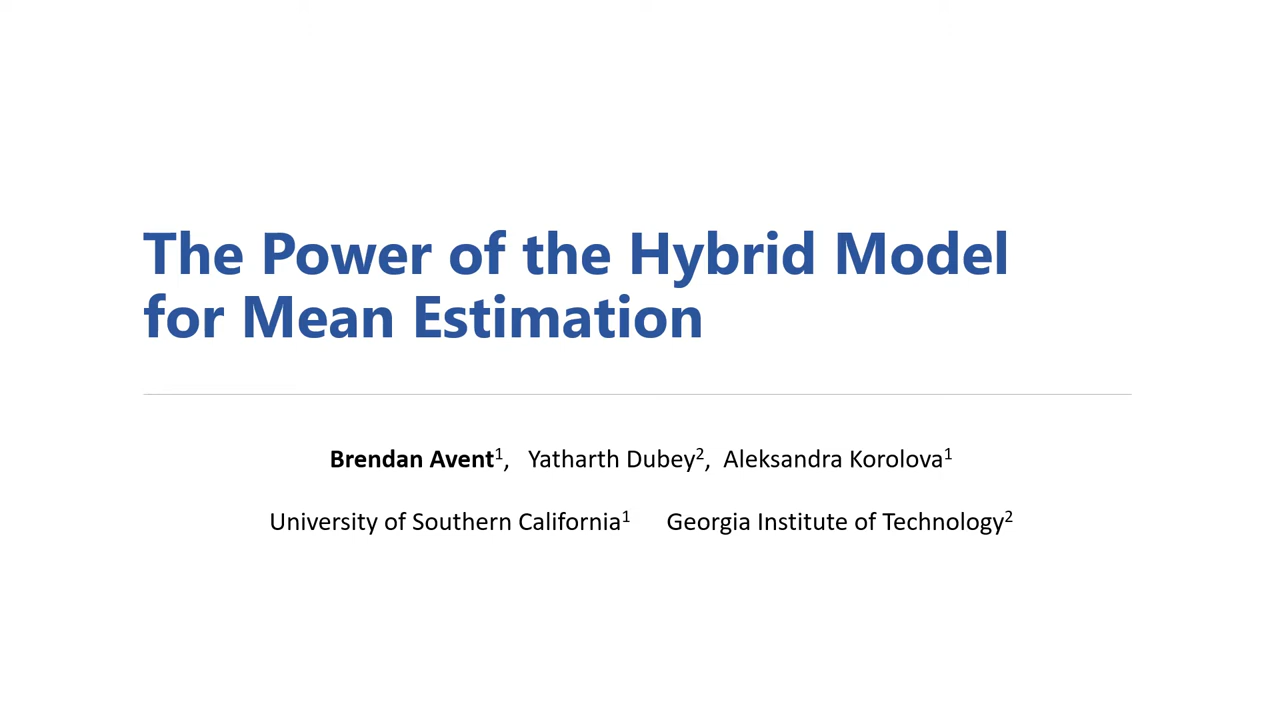 The Power of the Hybrid Model
for Mean Estimation
Brendan Avent¹, Yatharth Dubey², Aleksandra Korolova¹
University of Southern California¹ Georgia Institute of Technology²